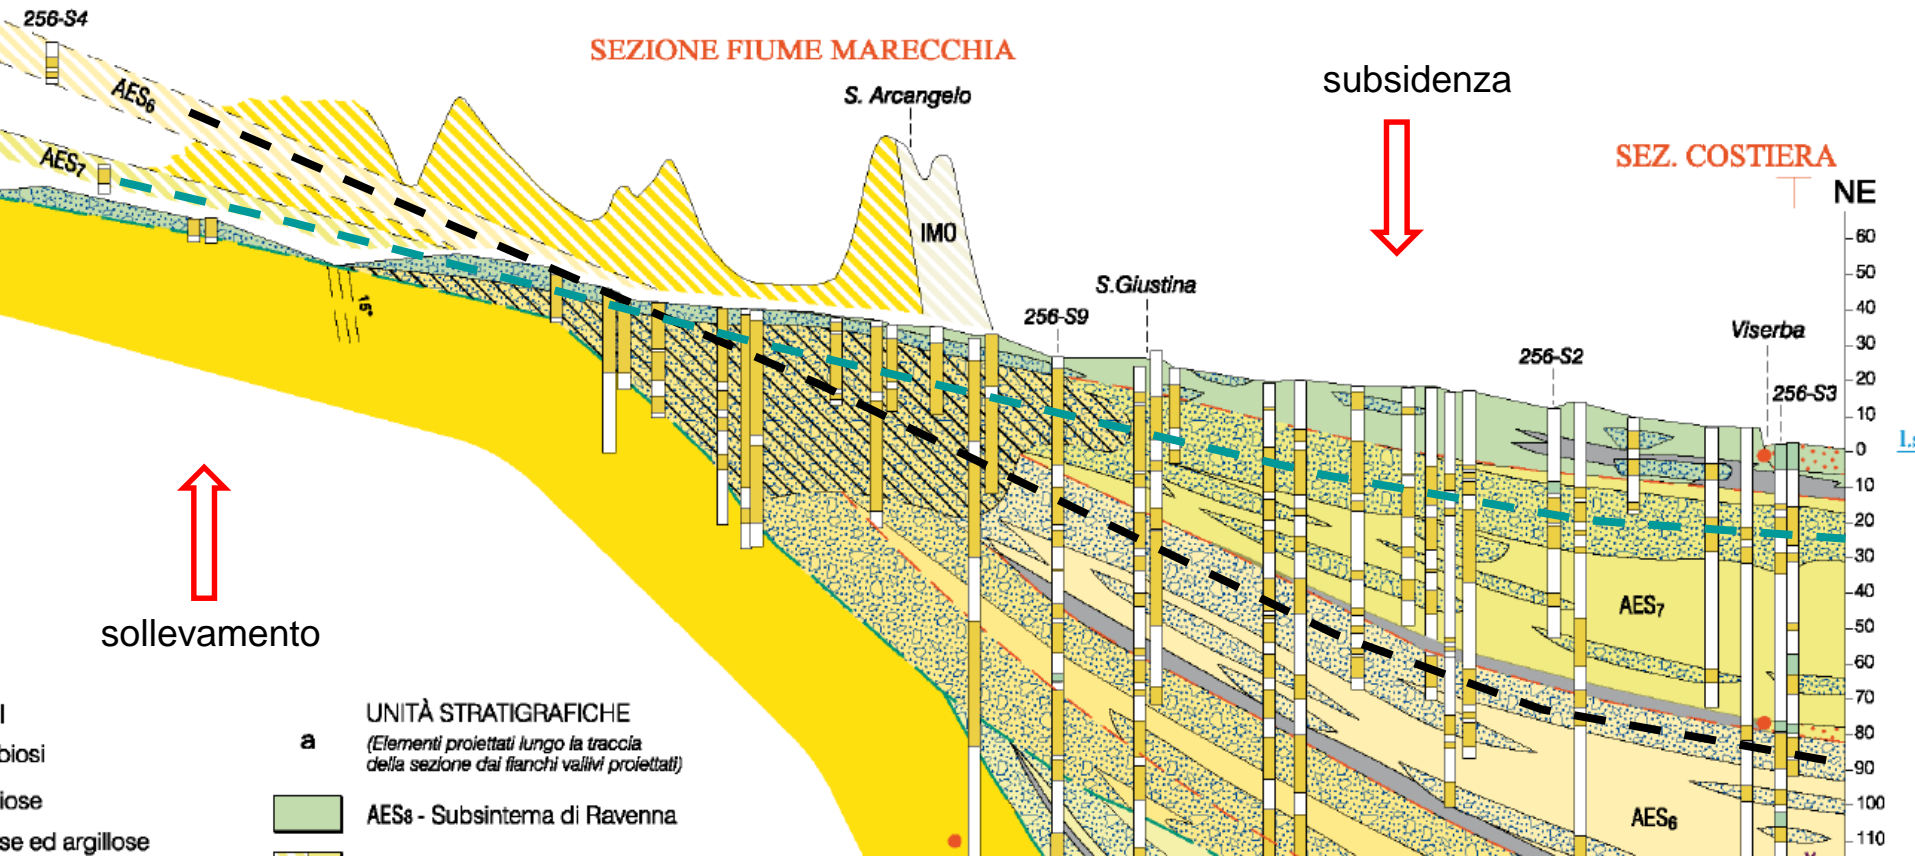 256-S4
SEZIONE FIUME MARECCHIA
subsidenza
AES6
S. Arcangelo
SEZ. COSTIERA
AES7
NE
IMO
60
50
15°
S.Giustina
40
256-S9
Viserba
30
256-S2
20
256-S3
10
0
10
20
30
40
AES7
50
sollevamento
60
70
UNITÀ STRATIGRAFICHE
a
(Elementi proiettati lungo la traccia
della sezione dai fianchi vallivi proiettati)
80
biosi
90
iose
100
AES8 - Subsintema di Ravenna
AES6
se ed argillose
110